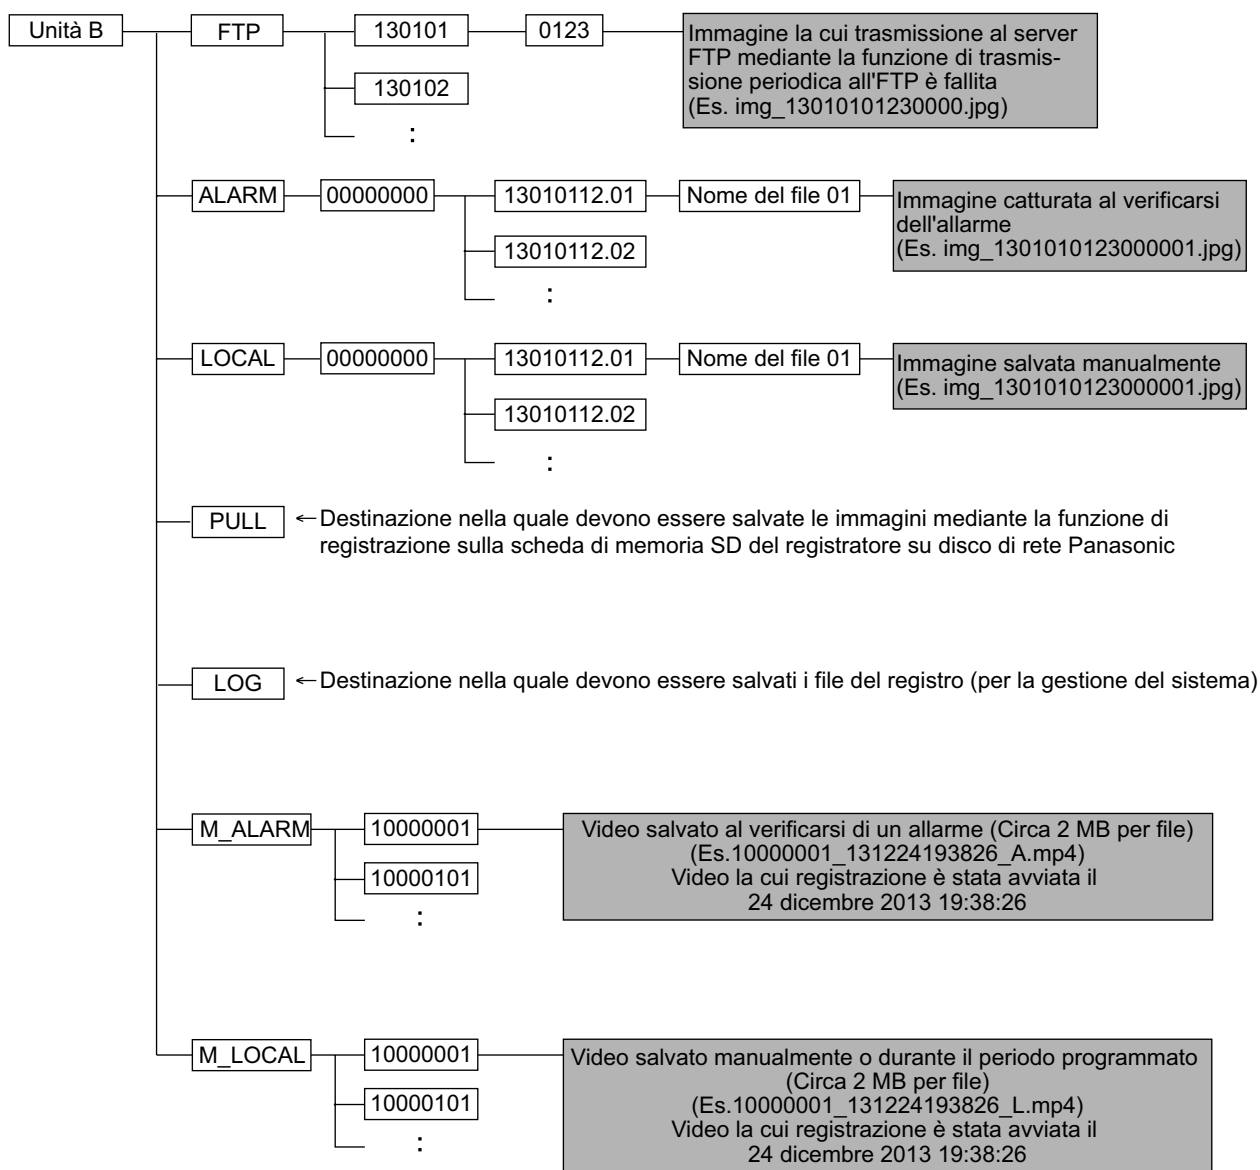 Unità B
FTP
130101
0123
Immagine la cui trasmissione al server
FTP mediante la funzione di trasmis-
sione periodica all'FTP è fallita
(Es. img_13010101230000.jpg)
130102
:
ALARM
00000000
13010112.01
Nome del file 01
Immagine catturata al verificarsi
dell'allarme
(Es. img_1301010123000001.jpg)
13010112.02
:
LOCAL
00000000
13010112.01
Nome del file 01
Immagine salvata manualmente
(Es. img_1301010123000001.jpg)
13010112.02
:
PULL
←Destinazione nella quale devono essere salvate le immagini mediante la funzione di
registrazione sulla scheda di memoria SD del registratore su disco di rete Panasonic
LOG
←Destinazione nella quale devono essere salvati i file del registro (per la gestione del sistema)
M_ALARM
10000001
Video salvato al verificarsi di un allarme (Circa 2 MB per file)
(Es.10000001_131224193826_A.mp4)
Video la cui registrazione è stata avviata il
24 dicembre 2013 19:38:26
10000101
:
M_LOCAL
10000001
Video salvato manualmente o durante il periodo programmato
(Circa 2 MB per file)
(Es.10000001_131224193826_L.mp4)
Video la cui registrazione è stata avviata il
24 dicembre 2013 19:38:26
10000101
: